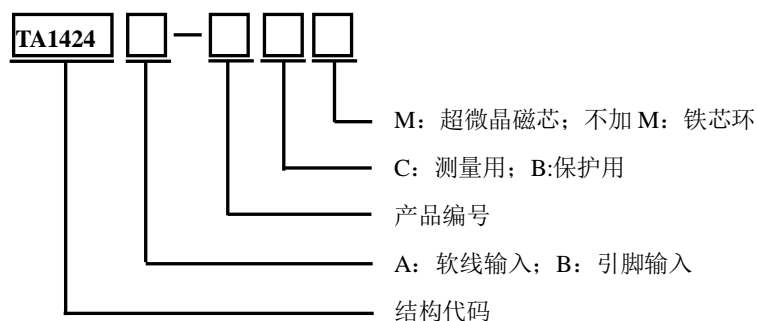 TA1424
M：超微晶磁芯；不加 M：铁芯环
C：测量用；B:保护用
产品编号
A：软线输入；B：引脚输入
结构代码